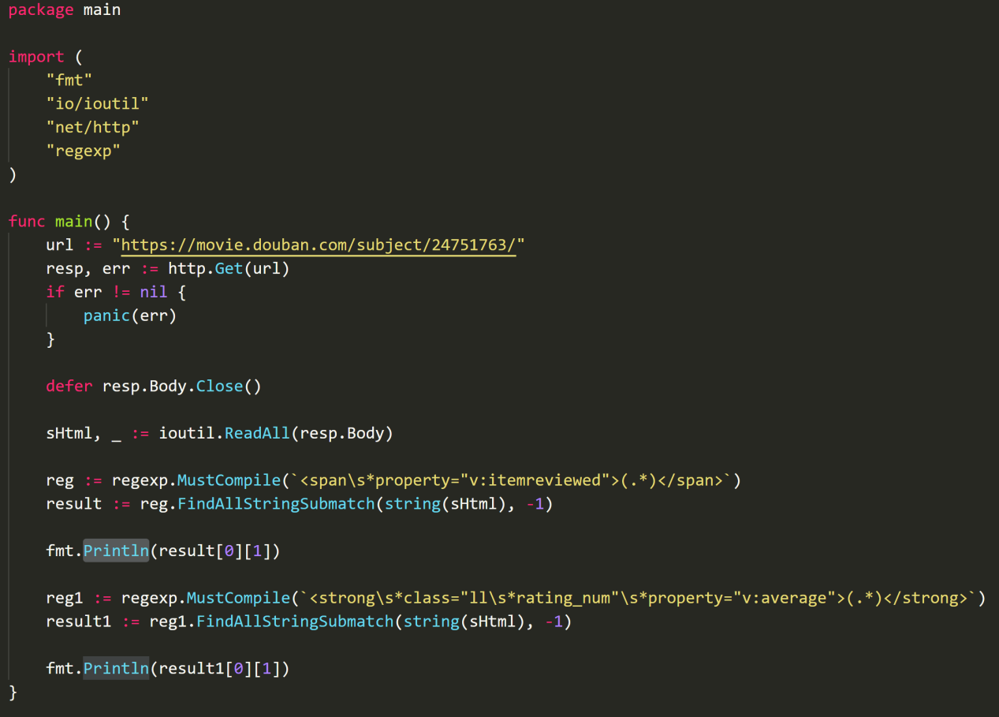 package main
import (
"fmt"
"io/ioutil"
"net/http"
"regexp"
)
func main() {
url := "https://movie.douban.com/subject/24751763/"
resp, err := http.Get(url)
if err != nil {
panic(err)
}
defer resp.Body.Close()
sHtml, _ := ioutil.ReadAll(resp.Body)
reg := regexp.MustCompile(`<span\s*property="v:itemreviewed">(.*)</span>`)
result := reg.FindAllStringSubmatch(string(sHtml), -1)
fmt.Println(result[0][1])
reg1 := regexp.MustCompile(`<strong\s*class="ll\s*rating_num"\s*property="v:average">(.*)</strong>`)
result1 := reg1.FindAllStringSubmatch(string(sHtml), -1)
fmt.Println(result1[0][1])
}